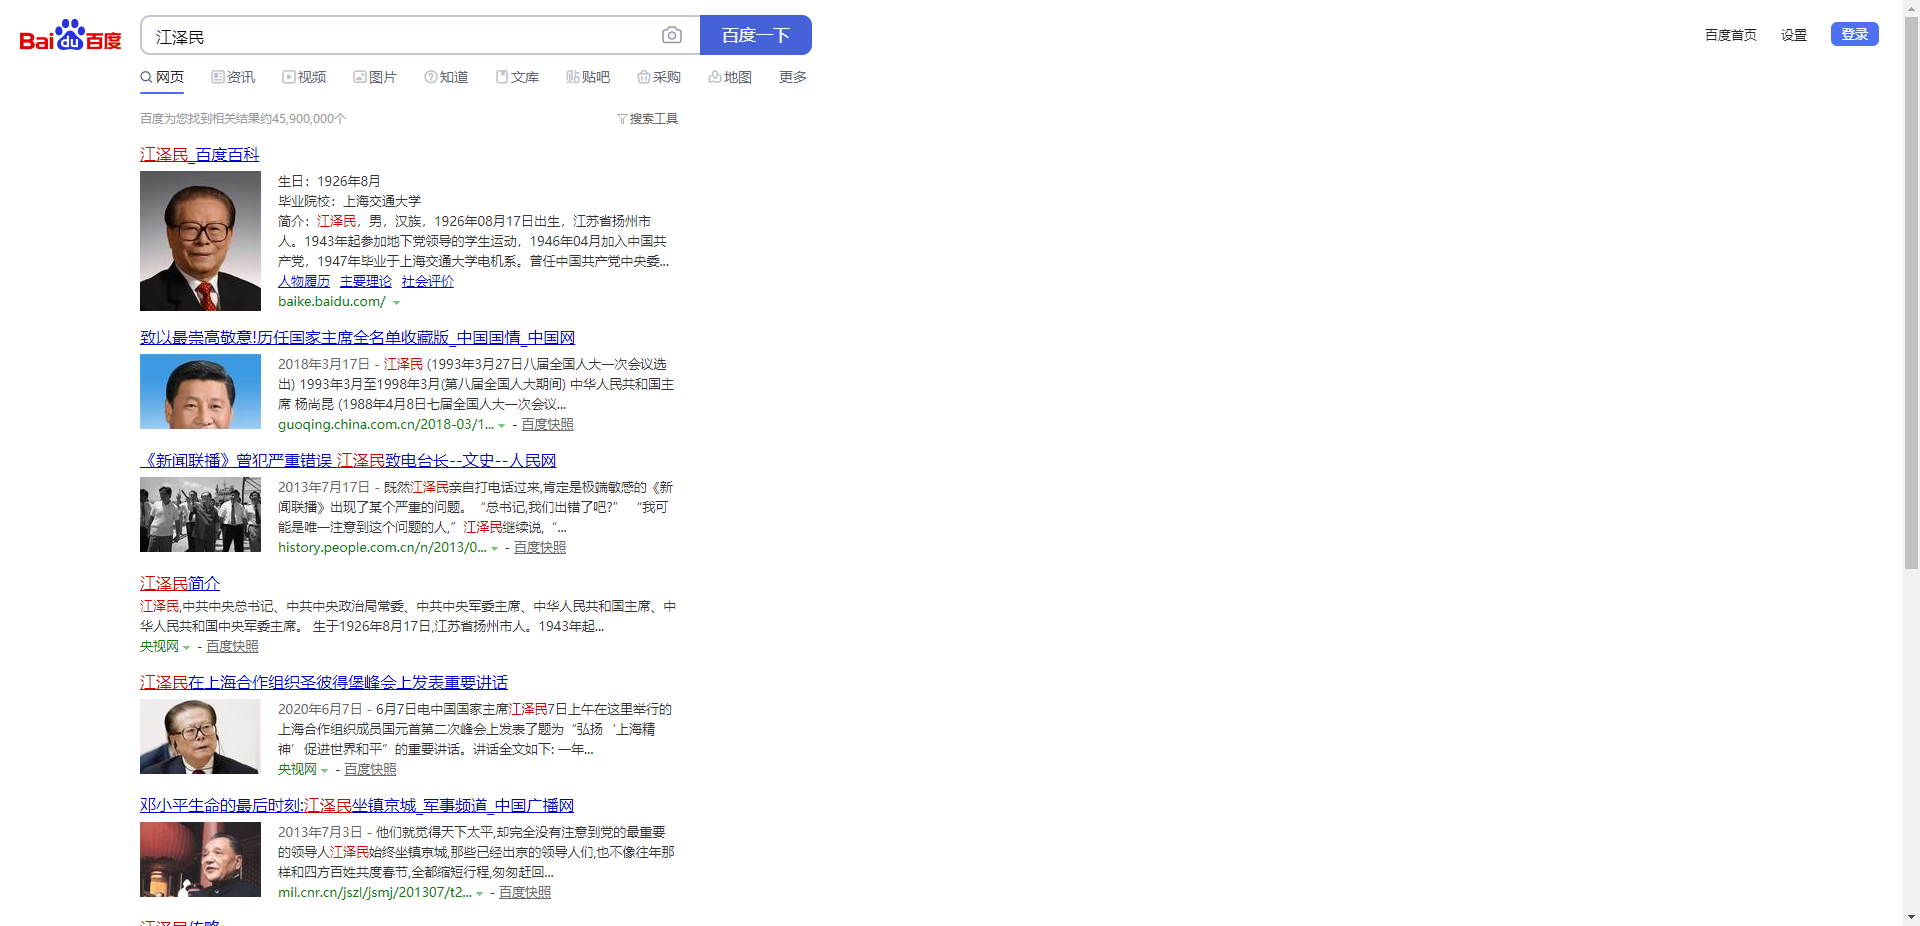 Bai du 百度
江泽民
百度一下
百度首页 设置 登录
网页 资讯 视频 图片 知道 文库 贴吧 采购 地图 更多
百度为您找到相关结果约45,900,000个 搜索工具
江泽民_百度百科
生日：1926年8月
毕业院校：上海交通大学
简介：江泽民，男，汉族，1926年08月17日出生，江苏省扬州市
人。1943年起参加地下党领导的学生运动，1946年04月加入中国共
产党，1947年毕业于上海交通大学电机系。曾任中国共产党中央委...
人物履历 主要理论 社会评价
baike.baidu.com/
致以最崇高敬意!历任国家主席全名单收藏版_中国国情_中国网
2018年3月17日 - 江泽民 (1993年3月27日八届全国人大一次会议选
出) 1993年3月至1998年3月(第八届全国人大期间) 中华人民共和国主
席 杨尚昆 (1988年4月8日七届全国人大一次会议...
guoqing.china.com.cn/2018-03/1... - 百度快照
《新闻联播》曾犯严重错误 江泽民致电台长--文史--人民网
2013年7月17日 - 既然江泽民亲自打电话过来,肯定是极端敏感的《新
闻联播》出现了某个严重的问题。“总书记,我们出错了吧?” “我可
能是唯一注意到这个问题的人,”江泽民继续说,“...
history.people.com.cn/n/2013/0... - 百度快照
江泽民简介
江泽民,中共中央总书记、中共中央政治局常委、中共中央军委主席、中华人民共和国主席、中
华人民共和国中央军委主席。 生于1926年8月17日,江苏省扬州市人。1943年起...
央视网 - 百度快照
江泽民在上海合作组织圣彼得堡峰会上发表重要讲话
2020年6月7日 - 6月7日电中国国家主席江泽民7日上午在这里举行的
上海合作组织成员国元首第二次峰会上发表了题为“弘扬‘上海精
神’促进世界和平”的重要讲话。讲话全文如下: 一年...
央视网 - 百度快照
邓小平生命的最后时刻:江泽民坐镇京城_军事频道_中国广播网
2013年7月3日 - 他们就觉得天下太平,却完全没有注意到党的最重要
的领导人江泽民始终坐镇京城,那些已经出京的领导人们,也不像往年那
样和四方百姓共度春节,全都缩短行程,匆匆赶回...
mil.cnr.cn/jszl/jsmj/201307/t2... - 百度快照
江泽民传略